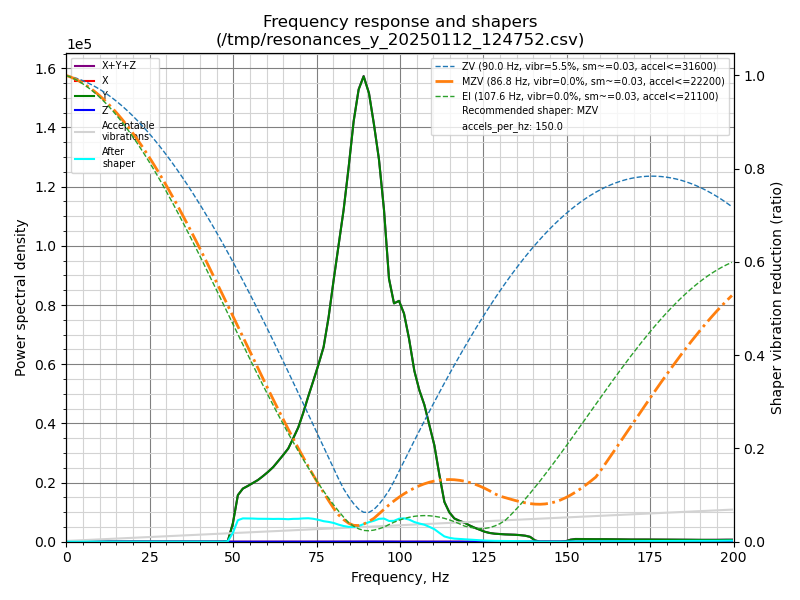 Frequency response and shapers
(/tmp/resonances_y_20250112_124752.csv)
1e5
X+Y+Z
X
Y
Z
Acceptable
vibrations
After
shaper
ZV (90.0 Hz, vibr=5.5%, sm~=0.03, accel<=31600)
MZV (86.8 Hz, vibr=0.0%, sm~=0.03, accel<=22200)
EI (107.6 Hz, vibr=0.0%, sm~=0.03, accel<=21100)
Recommended shaper: MZV
accels_per_hz: 150.0
Power spectral density
1.6
1.4
1.2
1.0
0.8
0.6
0.4
0.2
0.0
Shaper vibration reduction (ratio)
1.0
0.8
0.6
0.4
0.2
0.0
0 25 50 75 100 125 150 175 200
Frequency, Hz